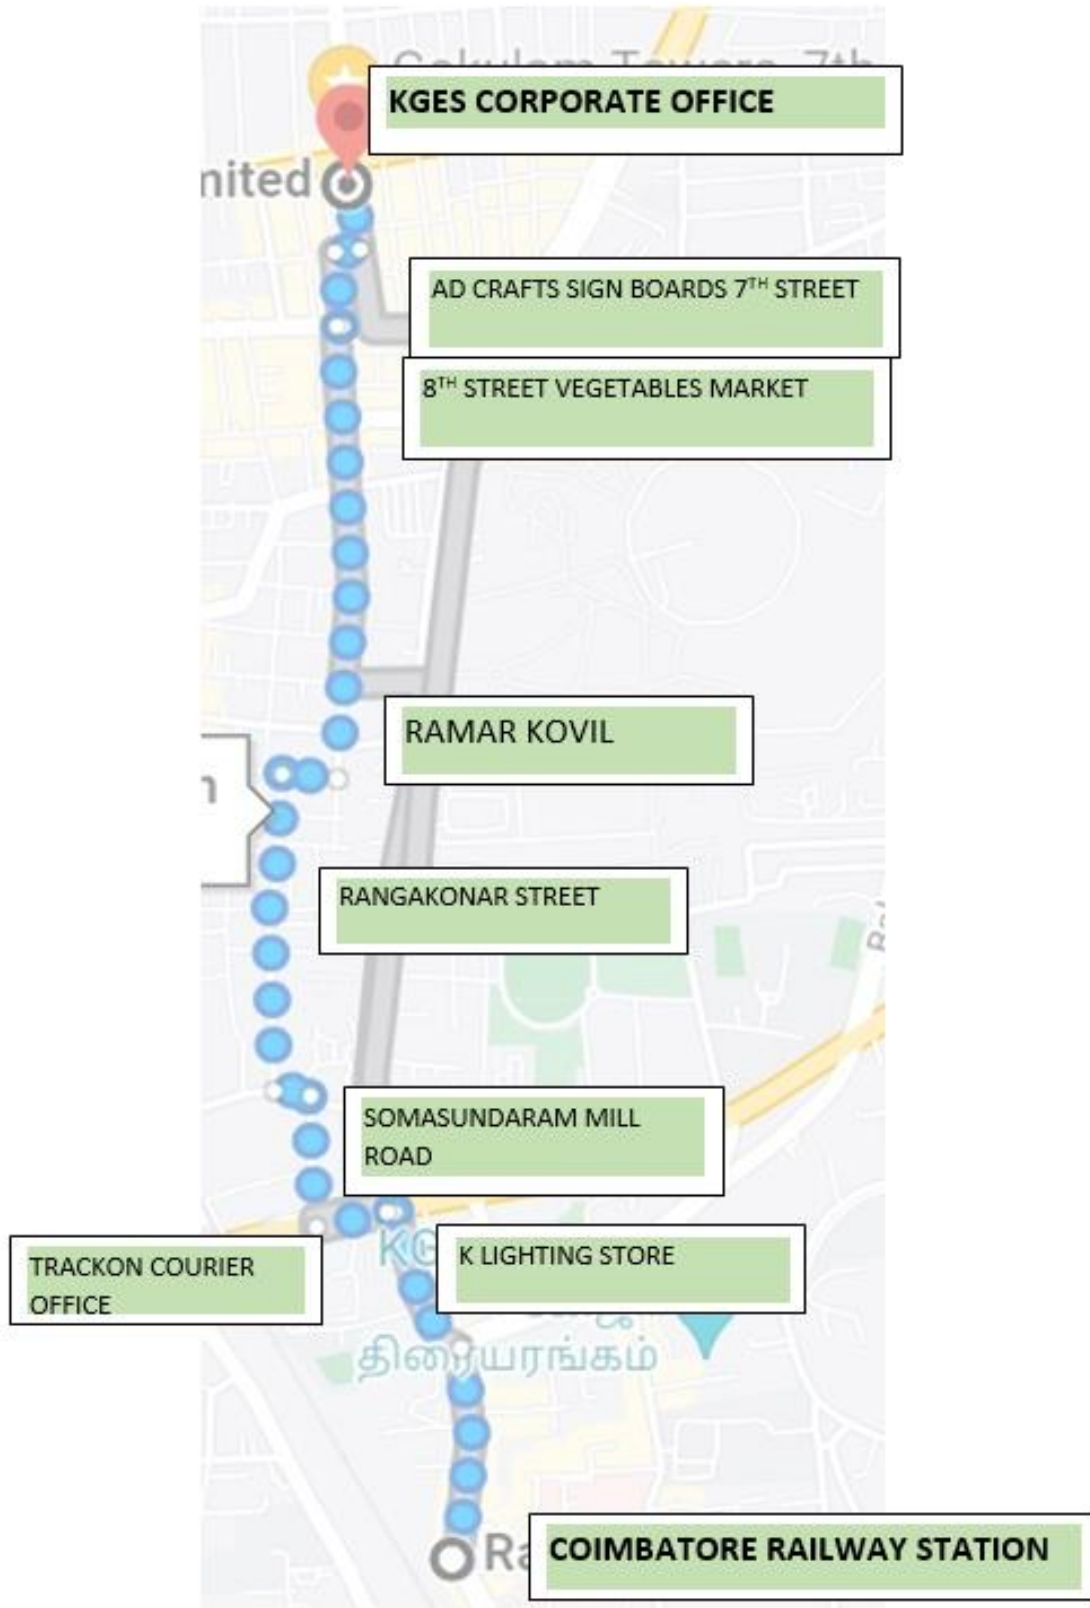 KGES CORPORATE OFFICE
mited
AD CRAFTS SIGN BOARDS 7TH STREET
8TH STREET VEGETABLES MARKET
RAMAR KOVIL
RANGAKONAR STREET
SOMASUNDARAM MILL
ROAD
K LIGHTING STORE
TRACKON COURIER
OFFICE
திரையரங்கம்
COIMBATORE RAILWAY STATION